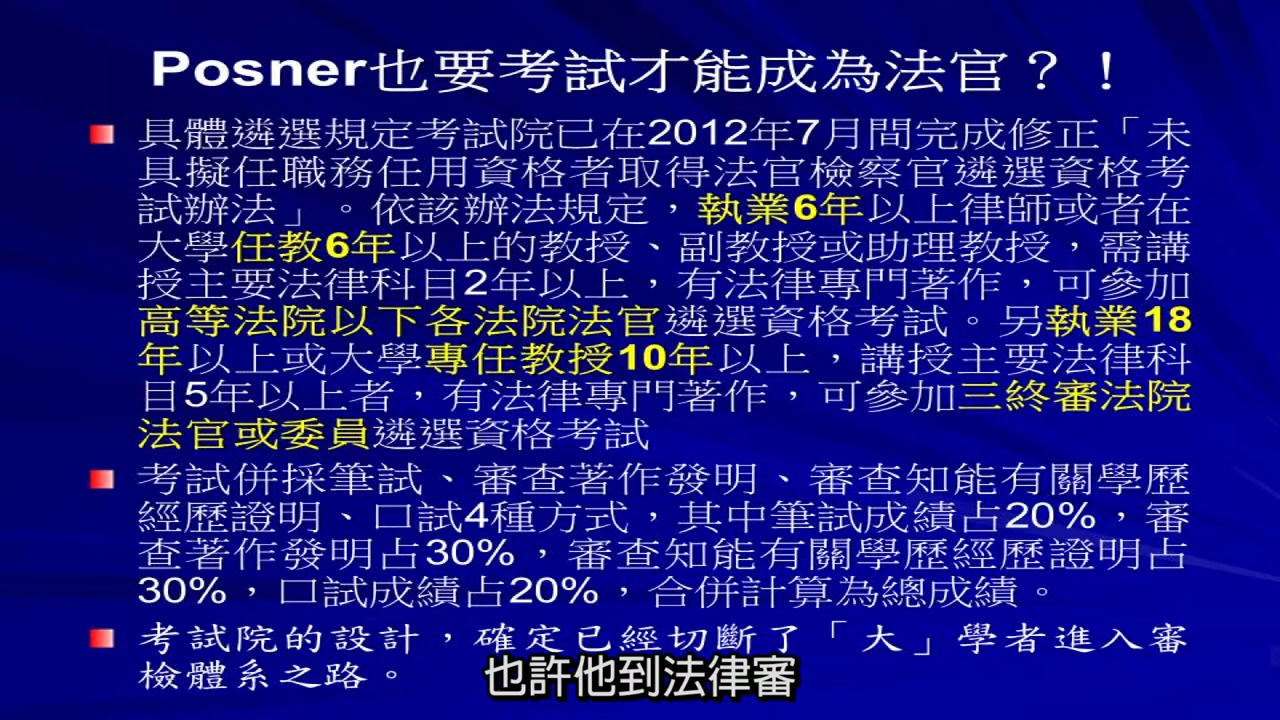 Posner也要考試才能成為法官？！
具體遴選規定考試院已在2012年7月間完成修正「未
具擬任職務任用資格者取得法官檢察官遴選資格考
試辦法」。依該辦法規定，執業6年以上律師或者在
大學任教6年以上的教授、副教授或助理教授，需講
授主要法律科目2年以上，有法律專門著作，可參加
高等法院以下各法院法官遴選資格考試。另執業18
年以上或大學專任教授10年以上，講授主要法律科
目5年以上者，有法律專門著作，可參加三終審法院
法官或委員遴選資格考試
考試併採筆試、審查著作發明、審查知能有關學歷
經歷證明、口試4種方式，其中筆試成績占20%，審
查著作發明占30%，審查知能有關學歷經歷證明占
30%，口試成績占20%，合併計算為總成績。
考試院的設計，確定已經切斷了「大」學者進入審
檢體系之路。
也許他到法律審